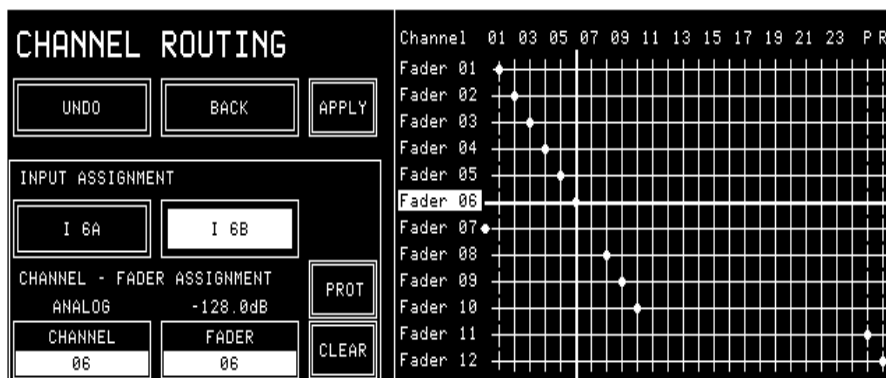 CHANNEL ROUTING
UNDO BACK APPLY
INPUT ASSIGNMENT
I 6A I 6B
CHANNEL - FADER ASSIGNMENT
ANALOG -128.0dB
PROT
CHANNEL FADER
06 06
CLEAR
Channel 01 03 05 07 09 11 13 15 17 19 21 23 P R
Fader 01
Fader 02
Fader 03
Fader 04
Fader 05
Fader 06
Fader 07
Fader 08
Fader 09
Fader 10
Fader 11
Fader 12